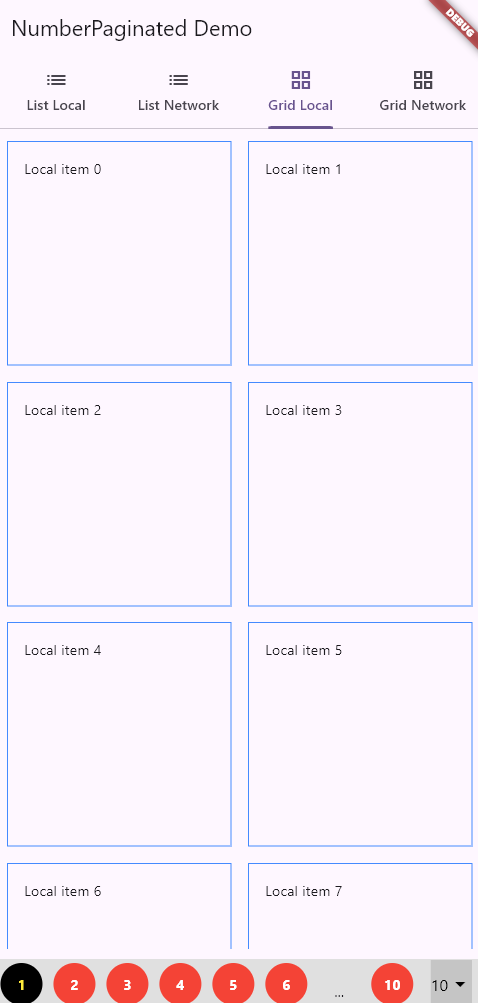 NumberPaginated Demo
DEBUG
List Local
List Network
Grid Local
Grid Network
Local item 0
Local item 1
Local item 2
Local item 3
Local item 4
Local item 5
Local item 6
Local item 7
1 2 3 4 5 6 ... 10 10